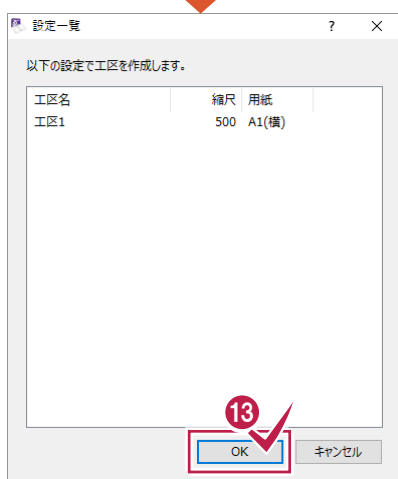 設定一覧 ?
以下の設定で工区を作成します。
工区名 縮尺 用紙
工区1 500 A1(横)
13
OK キャンセル